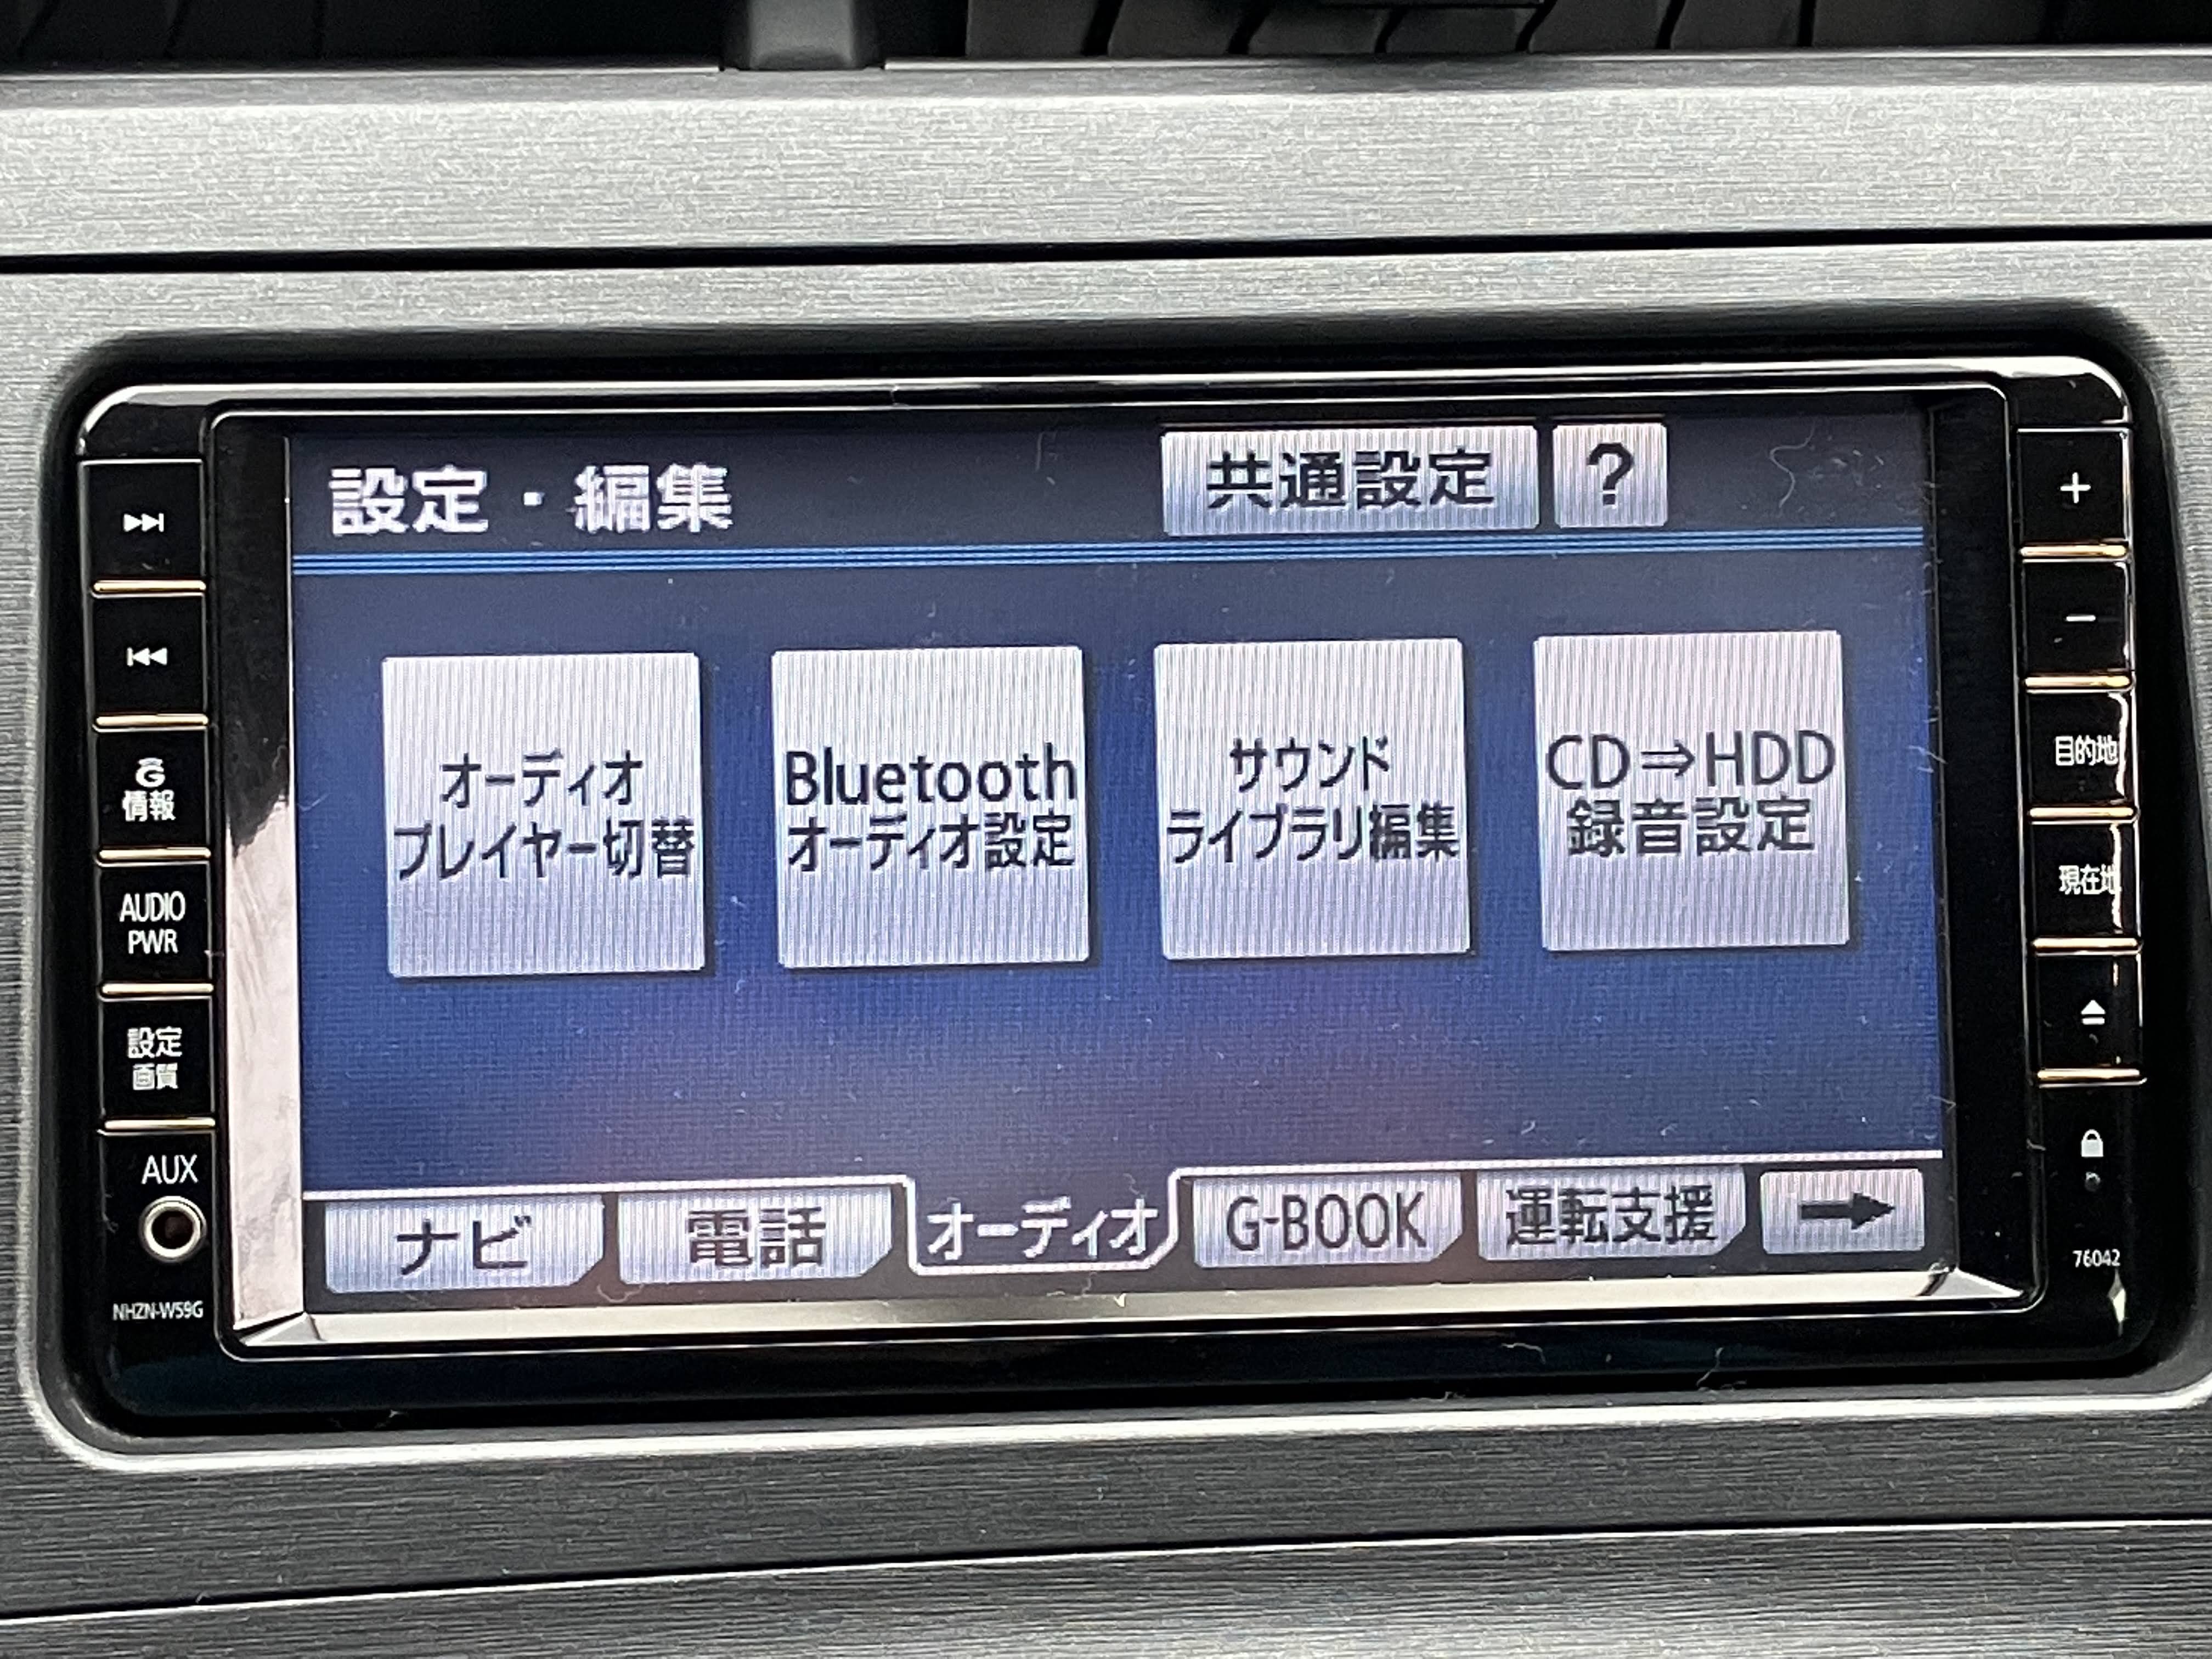 設定・編集
共通設定
?
オーディオ
プレイヤー切替
Bluetooth
オーディオ設定
サウンド
ライブラリ編集
CD⇒HDD
録音設定
ナビ
電話
オーディオ
G-BOOK
運転支援
G
情報
AUDIO
PWR
設定
画質
AUX
NHZN-W59G
+
−
目的地
現在地
76042